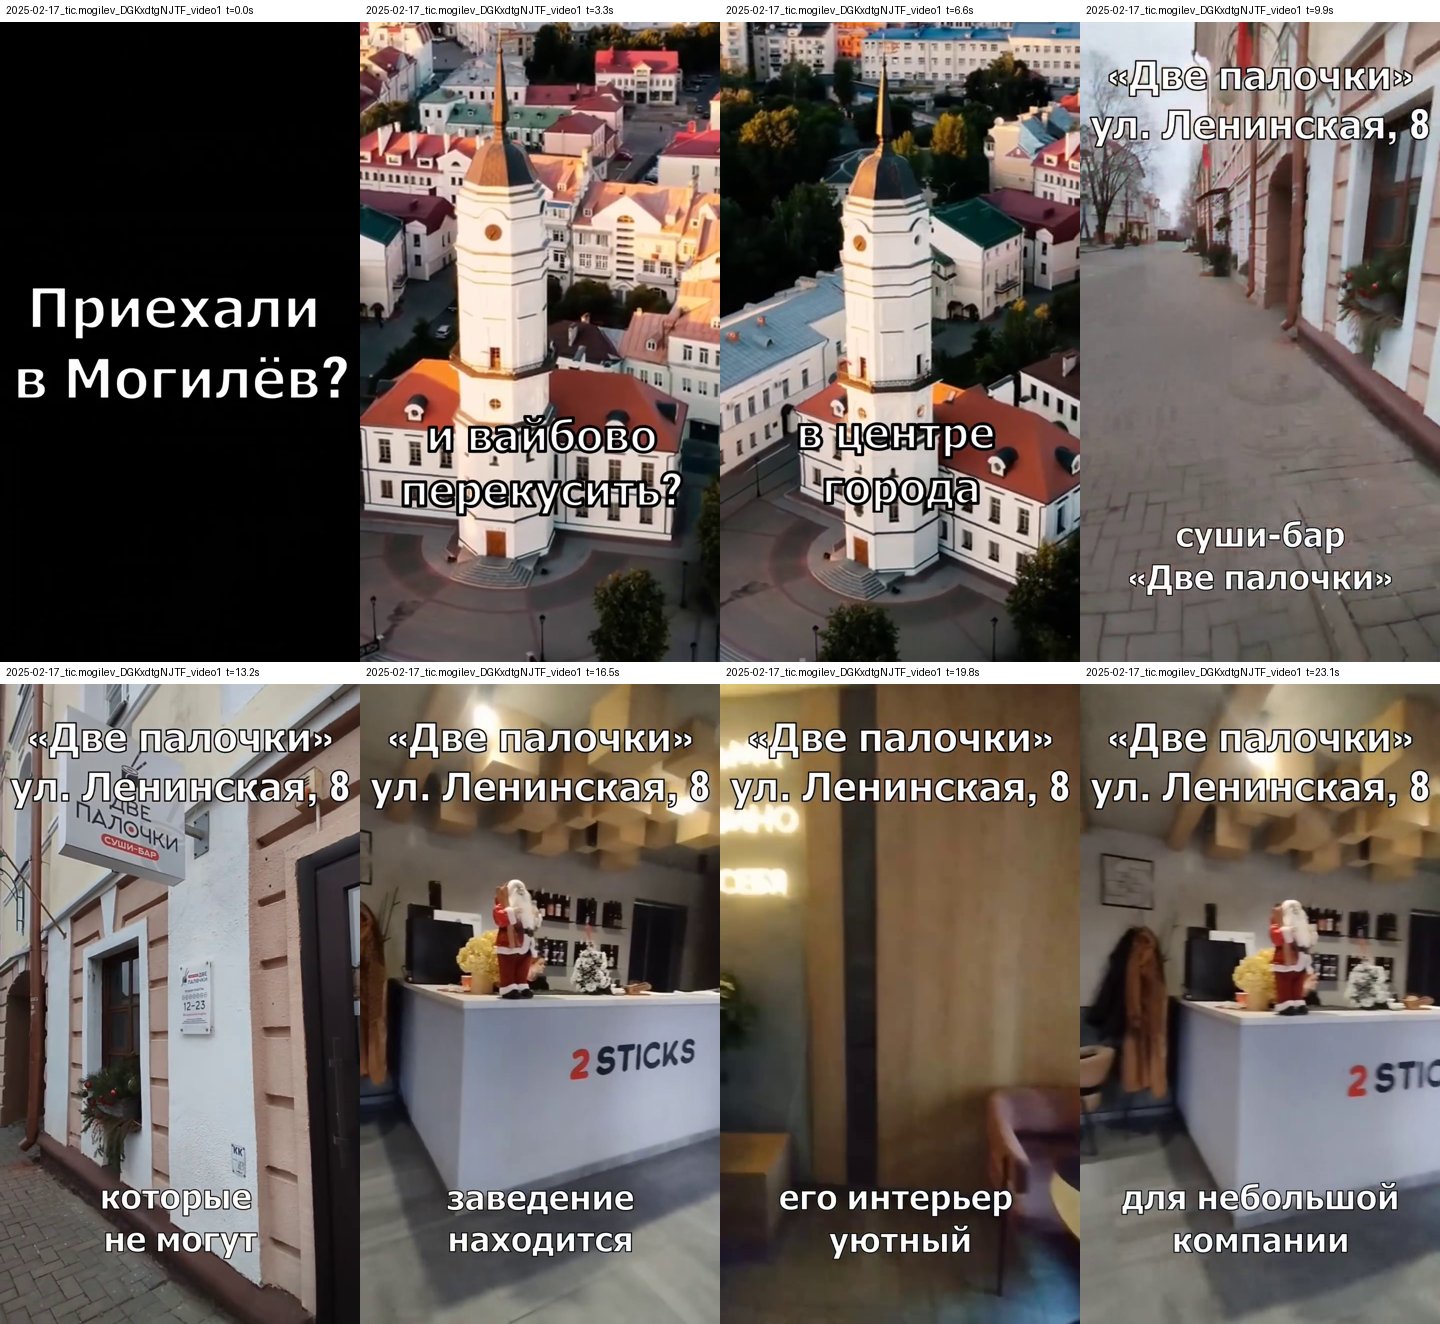 2025-02-17_tic.mogilev_DGKxdtgNJTF_video1 t=0.0s
Приехали
в Могилёв?
2025-02-17_tic.mogilev_DGKxdtgNJTF_video1 t=3.3s
и вайбово
перекусить?
2025-02-17_tic.mogilev_DGKxdtgNJTF_video1 t=6.6s
в центре
города
2025-02-17_tic.mogilev_DGKxdtgNJTF_video1 t=9.9s
«Две палочки»
ул. Ленинская, 8
суши-бар
«Две палочки»
2025-02-17_tic.mogilev_DGKxdtgNJTF_video1 t=13.2s
«Две палочки»
ул. Ленинская, 8
ДВЕ
ПАЛОЧКИ
СУШИ-БАР
ДВЕ
ПАЛОЧКИ
12-23
которые
не могут
2025-02-17_tic.mogilev_DGKxdtgNJTF_video1 t=16.5s
«Две палочки»
ул. Ленинская, 8
2 STICKS
заведение
находится
2025-02-17_tic.mogilev_DGKxdtgNJTF_video1 t=19.8s
«Две палочки»
ул. Ленинская, 8
его интерьер
уютный
2025-02-17_tic.mogilev_DGKxdtgNJTF_video1 t=23.1s
«Две палочки»
ул. Ленинская, 8
2 STIC
для небольшой
компании